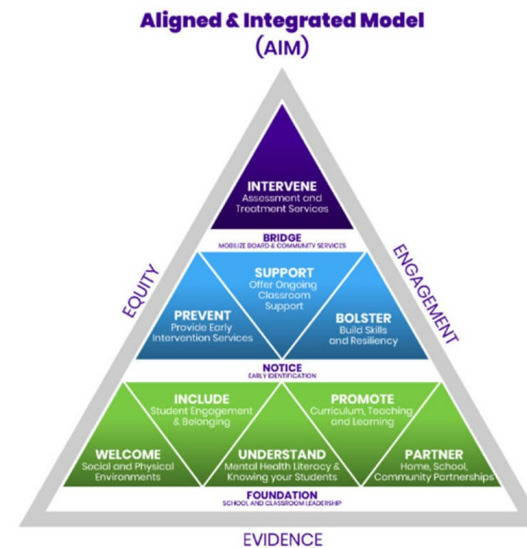 Aligned & Integrated Model
(AIM)
INTERVENE
Assessment and
Treatment Services
BRIDGE
MOBILIZE BOARD & COMMUNITY SERVICES
EQUITY
ENGAGEMENT
SUPPORT
Offer Ongoing
Classroom
Support
PREVENT
Provide Early
Intervention Services
BOLSTER
Build Skills
and Resiliency
NOTICE
EARLY IDENTIFICATION
INCLUDE
Student Engagement
& Belonging
PROMOTE
Curriculum, Teaching
and Learning
WELCOME
Social and Physical
Environments
UNDERSTAND
Mental Health Literacy &
Knowing your Students
PARTNER
Home, School,
Community Partnerships
FOUNDATION
SCHOOL AND CLASSROOM LEADERSHIP
EVIDENCE